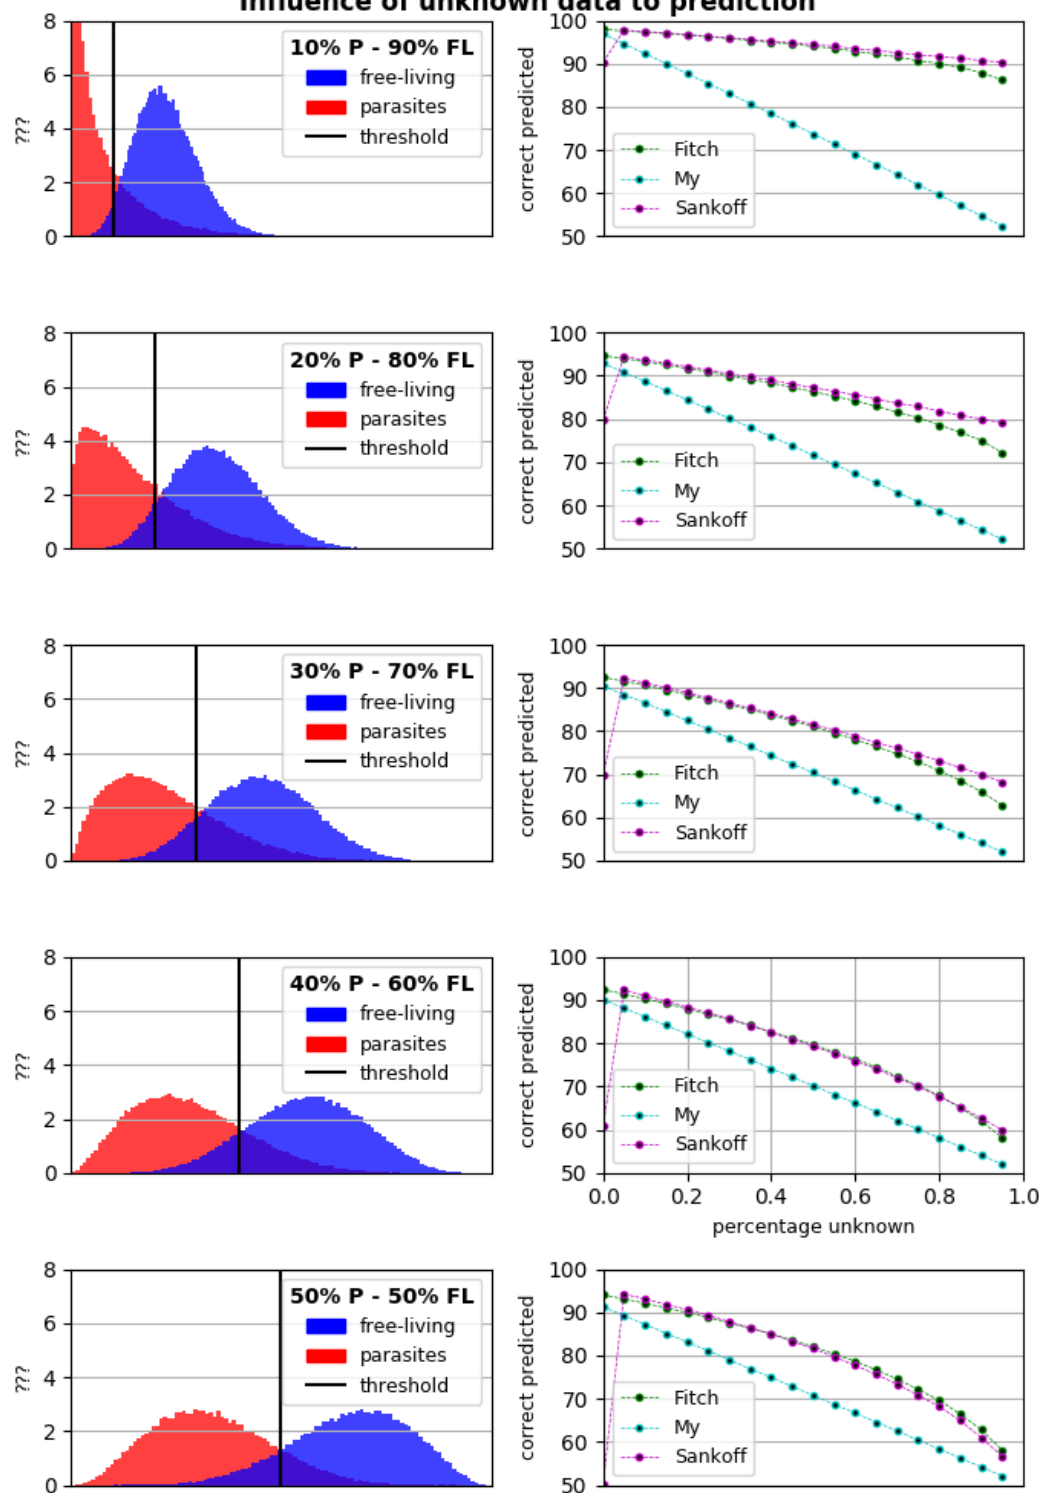 Influence of unknown data to prediction
8
6
4
2
0
???
10% P - 90% FL
free-living
parasites
threshold
100
90
80
70
60
50
correct predicted
Fitch
My
Sankoff
8
6
4
2
0
???
20% P - 80% FL
free-living
parasites
threshold
100
90
80
70
60
50
correct predicted
Fitch
My
Sankoff
8
6
4
2
0
???
30% P - 70% FL
free-living
parasites
threshold
100
90
80
70
60
50
correct predicted
Fitch
My
Sankoff
8
6
4
2
0
???
40% P - 60% FL
free-living
parasites
threshold
100
90
80
70
60
50
correct predicted
Fitch
My
Sankoff
0.0 0.2 0.4 0.6 0.8 1.0
percentage unknown
8
6
4
2
0
???
50% P - 50% FL
free-living
parasites
threshold
100
90
80
70
60
50
correct predicted
Fitch
My
Sankoff